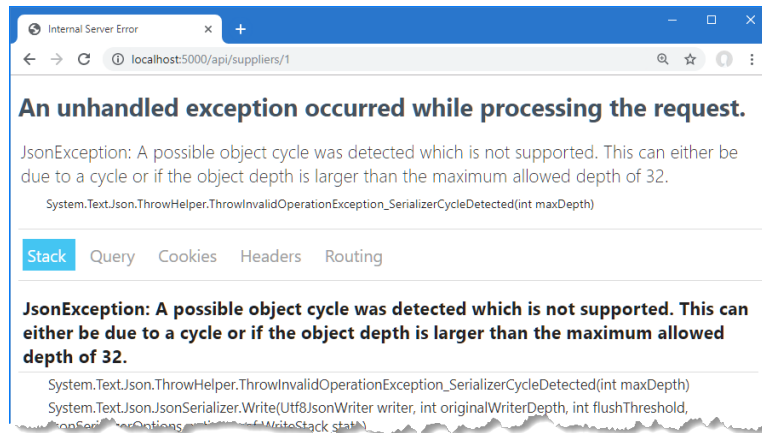 Internal Server Error
localhost:5000/api/suppliers/1
An unhandled exception occurred while processing the request.
JsonException: A possible object cycle was detected which is not supported. This can either be
due to a cycle or if the object depth is larger than the maximum allowed depth of 32.
System.Text.Json.ThrowHelper.ThrowInvalidOperationException_SerializerCycleDetected(int maxDepth)
Stack Query Cookies Headers Routing
JsonException: A possible object cycle was detected which is not supported. This can
either be due to a cycle or if the object depth is larger than the maximum allowed
depth of 32.
System.Text.Json.ThrowHelper.ThrowInvalidOperationException_SerializerCycleDetected(int maxDepth)
System.Text.Json.JsonSerializer.Write(Utf8JsonWriter writer, int originalWriterDepth, int flushThreshold,